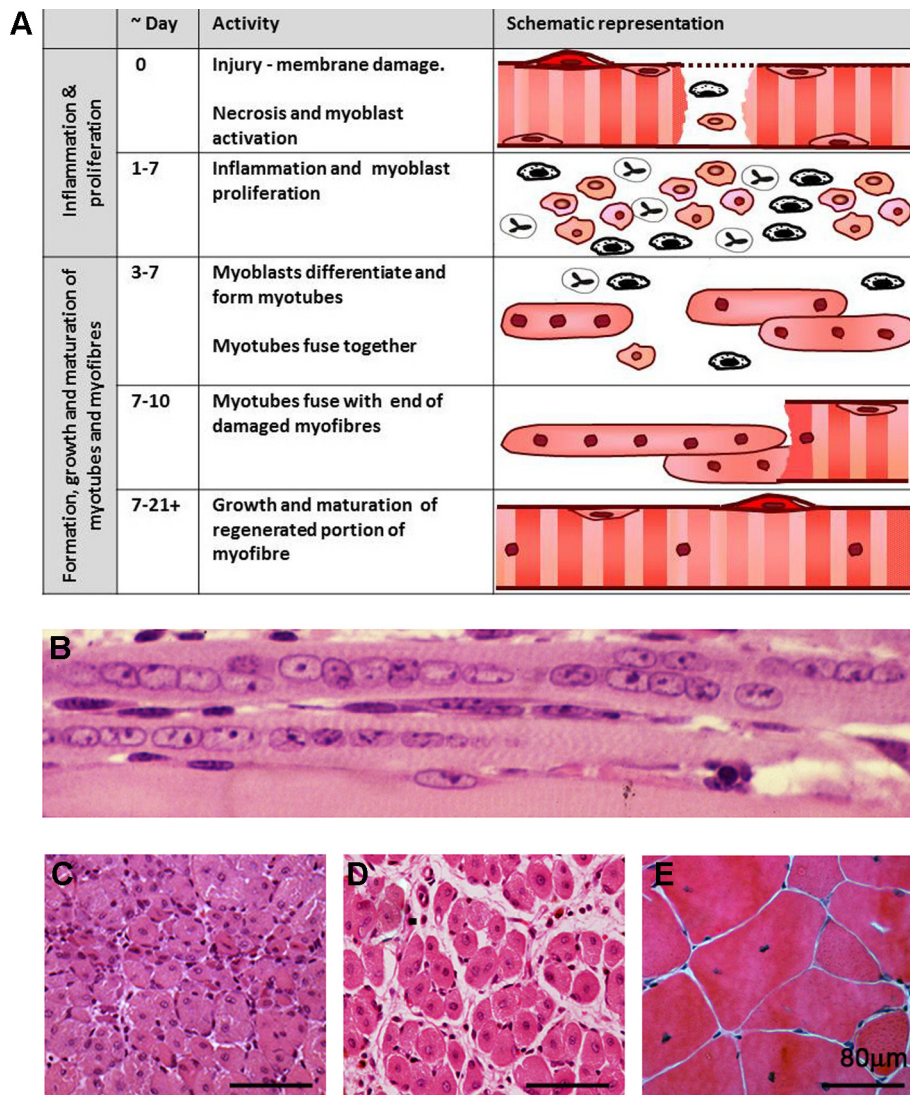 A
~ Day
Activity
Schematic representation
Inflammation &
proliferation
0
Injury - membrane damage.
Necrosis and myoblast
activation
1-7
Inflammation and myoblast
proliferation
Formation, growth and maturation of
myotubes and myofibres
3-7
Myoblasts differentiate and
form myotubes
Myotubes fuse together
7-10
Myotubes fuse with end of
damaged myofibres
7-21+
Growth and maturation of
regenerated portion of
myofibre
B
C
D
E
80µm